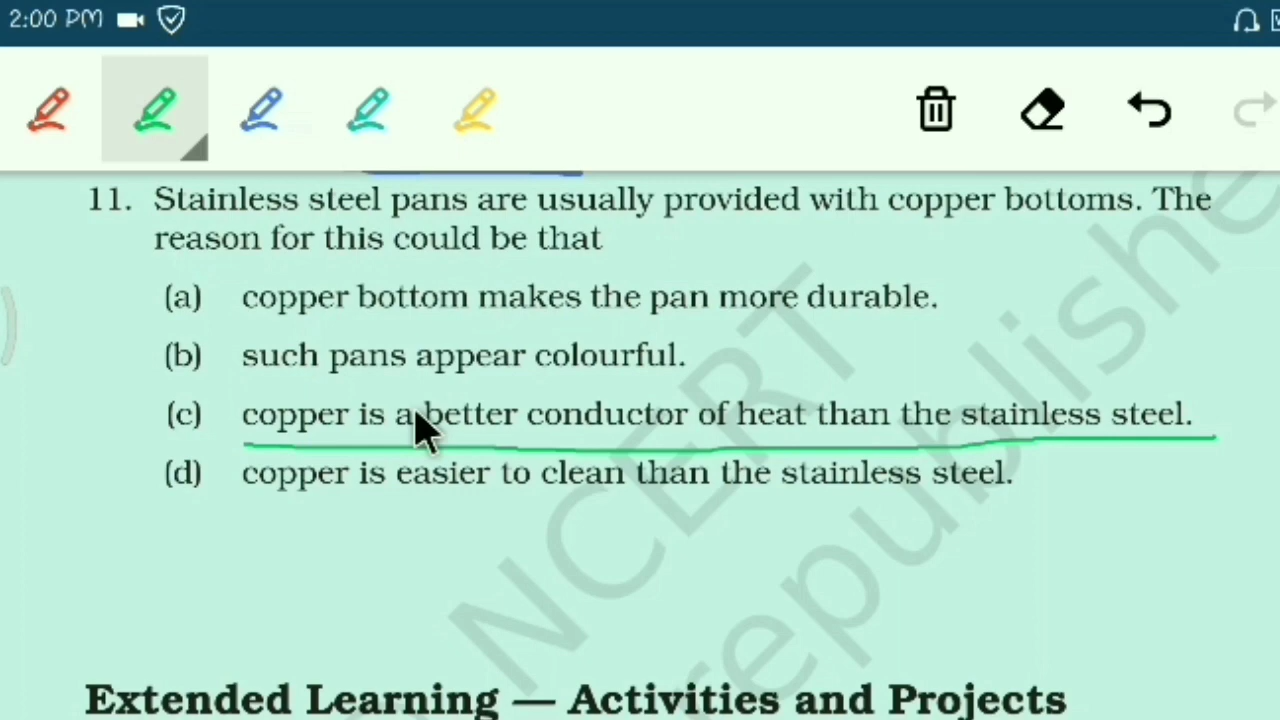 2:00 PM
11. Stainless steel pans are usually provided with copper bottoms. The
reason for this could be that
(a) copper bottom makes the pan more durable.
(b) such pans appear colourful.
(c) copper is a better conductor of heat than the stainless steel.
(d) copper is easier to clean than the stainless steel.
NCERT
republishe
Extended Learning — Activities and Projects